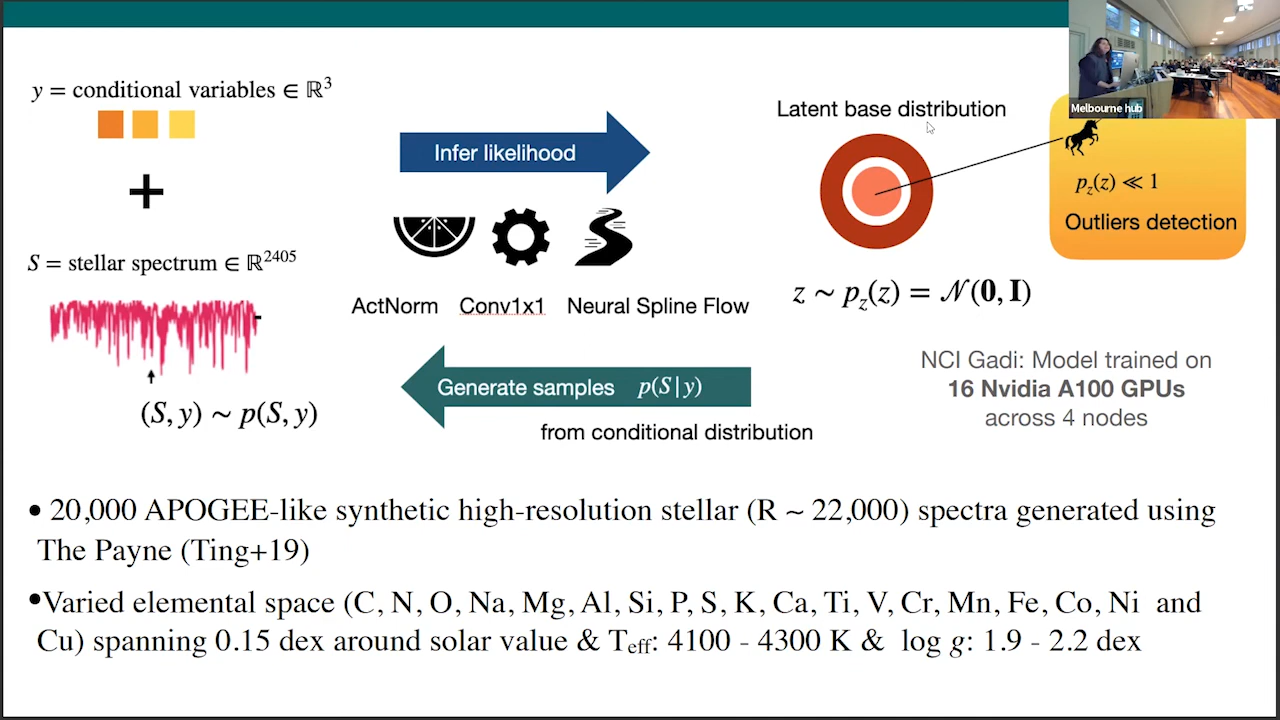 y = conditional variables ∈ ℝ³
+
S = stellar spectrum ∈ ℝ²⁴⁰⁵
(S, y) ~ p(S, y)
Infer likelihood
ActNorm Conv1x1 Neural Spline Flow
Generate samples p(S|y)
from conditional distribution
Latent base distribution
z ~ p_z(z) = 𝒩(0, I)
Melbourne hub
p_z(z) ≪ 1
Outliers detection
NCI Gadi: Model trained on
16 Nvidia A100 GPUs
across 4 nodes
• 20,000 APOGEE-like synthetic high-resolution stellar (R ~ 22,000) spectra generated using
The Payne (Ting+19)
•Varied elemental space (C, N, O, Na, Mg, Al, Si, P, S, K, Ca, Ti, V, Cr, Mn, Fe, Co, Ni and
Cu) spanning 0.15 dex around solar value & T_eff: 4100 - 4300 K & log g: 1.9 - 2.2 dex